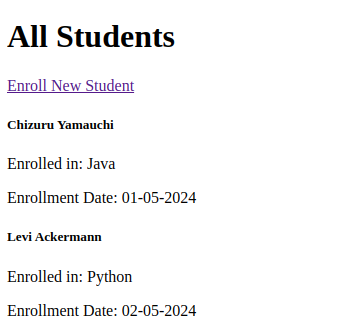 All Students
Enroll New Student
Chizuru Yamauchi
Enrolled in: Java
Enrollment Date: 01-05-2024
Levi Ackermann
Enrolled in: Python
Enrollment Date: 02-05-2024